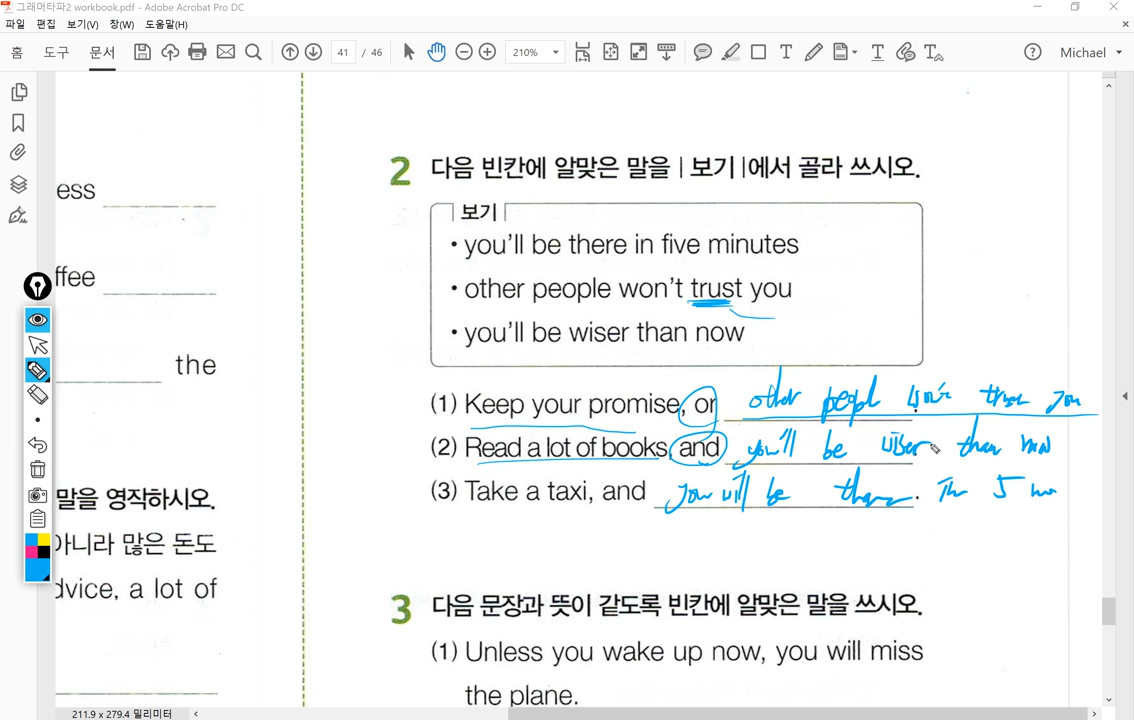 그래머타파2 workbook.pdf - Adobe Acrobat Pro DC
파일 편집 보기(V) 창(W) 도움말(H)
홈 도구 문서 41 / 46 210% Michael
ess
ffee
the
말을 영작하시오.
아니라 많은 돈도
dvice, a lot of
2 다음 빈칸에 알맞은 말을 | 보기 |에서 골라 쓰시오.
| 보기 |
• you'll be there in five minutes
• other people won't trust you
• you'll be wiser than now
(1) Keep your promise, or other people won't trust you
(2) Read a lot of books, and you'll be wiser than now
(3) Take a taxi, and you will be there. in 5
3 다음 문장과 뜻이 같도록 빈칸에 알맞은 말을 쓰시오.
(1) Unless you wake up now, you will miss
the plane.
211.9 x 279.4 밀리미터